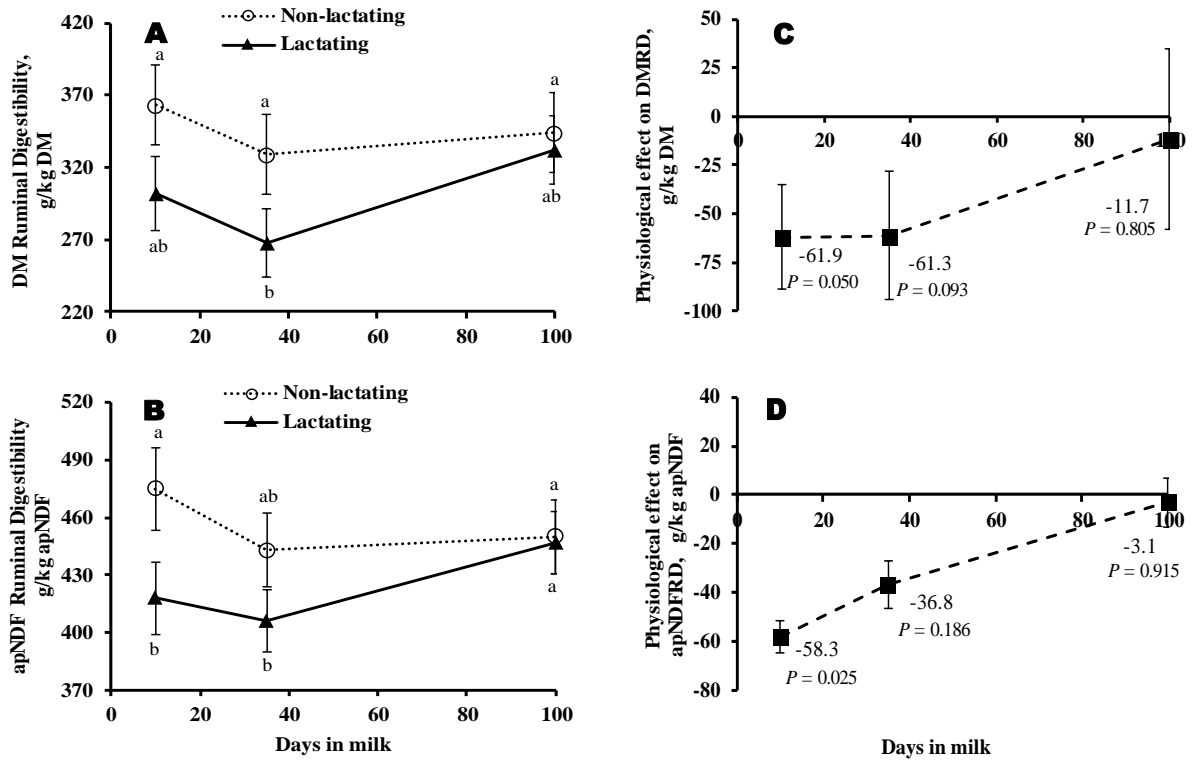 A
Non-lactating
Lactating
DM Ruminal Digestibility,
g/kg DM
420
370
320
270
220
a
a
a
ab
b
ab
0
20
40
60
80
100
C
Physiological effect on DMRD,
g/kg DM
50
25
0
-25
-50
-75
-100
0
20
40
60
80
100
-61.9
P = 0.050
-61.3
P = 0.093
-11.7
P = 0.805
B
Non-lactating
Lactating
apNDF Ruminal Digestibility
g/kg apNDF
520
490
460
430
400
370
a
ab
a
b
b
a
0
20
40
60
80
100
Days in milk
D
Physiological effect on
apNDFRD, g/kg apNDF
40
20
0
-20
-40
-60
-80
0
20
40
60
80
100
-58.3
P = 0.025
-36.8
P = 0.186
-3.1
P = 0.915
Days in milk